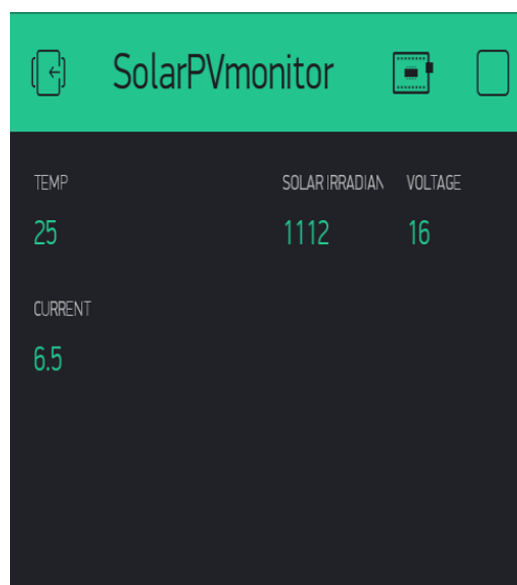 SolarPVmonitor
TEMP SOLAR IRRADIAN VOLTAGE
25 1112 16
CURRENT
6.5